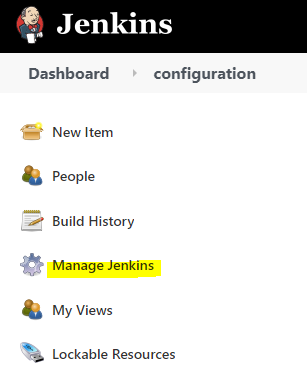 Jenkins
Dashboard configuration
New Item
People
Build History
Manage Jenkins
My Views
Lockable Resources